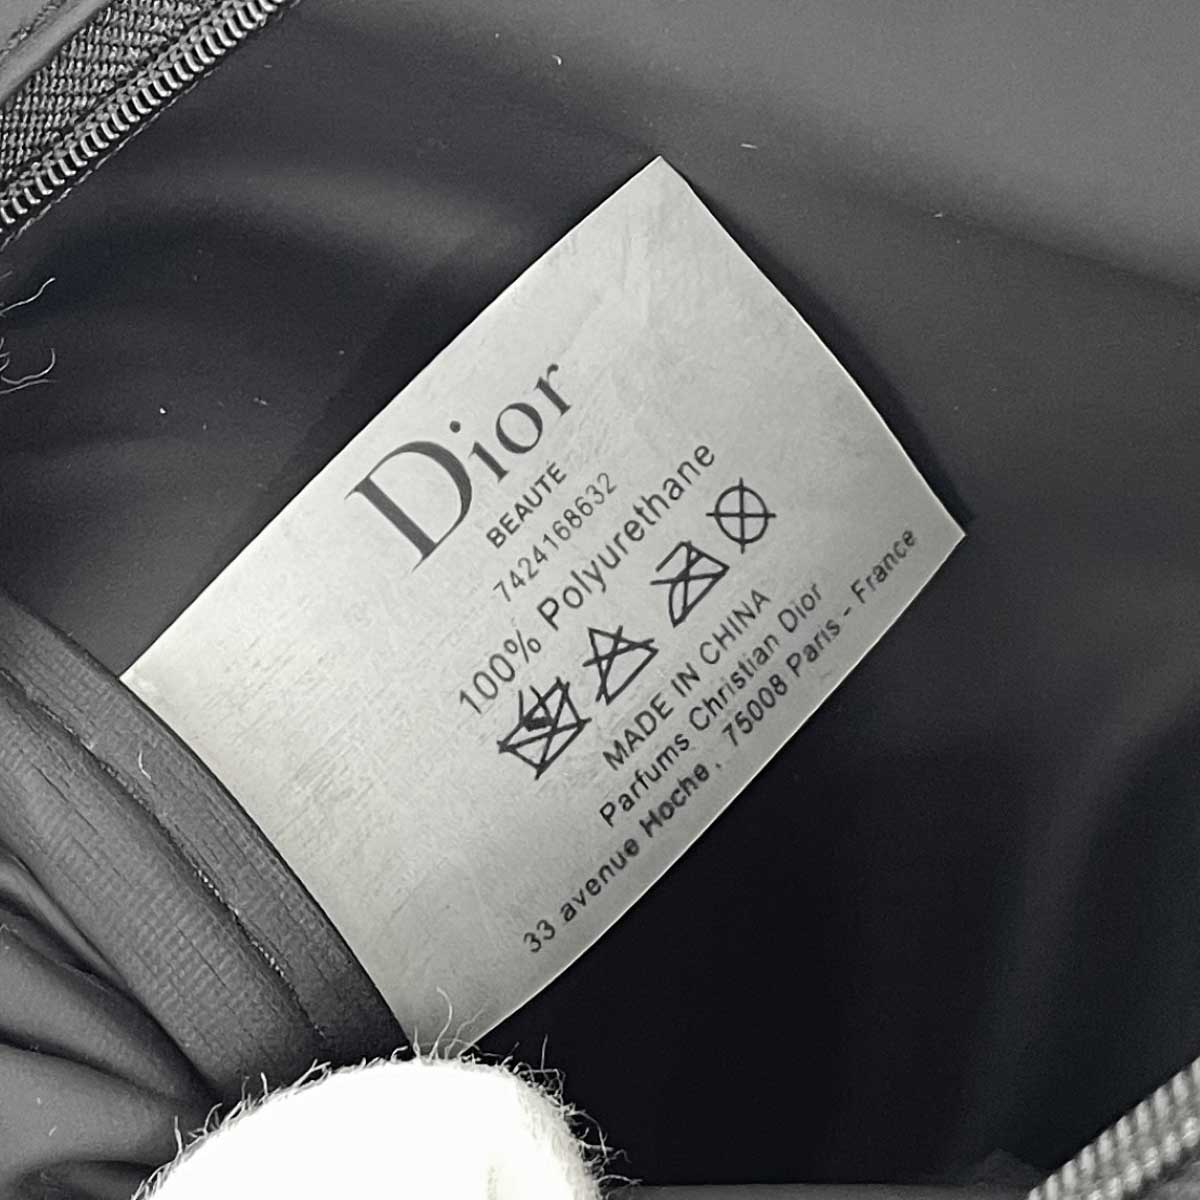 Dior
BEAUTÉ
7424168632
100% Polyurethane
MADE IN CHINA
Parfums Christian Dior
33 avenue Hoche, 75008 Paris - France